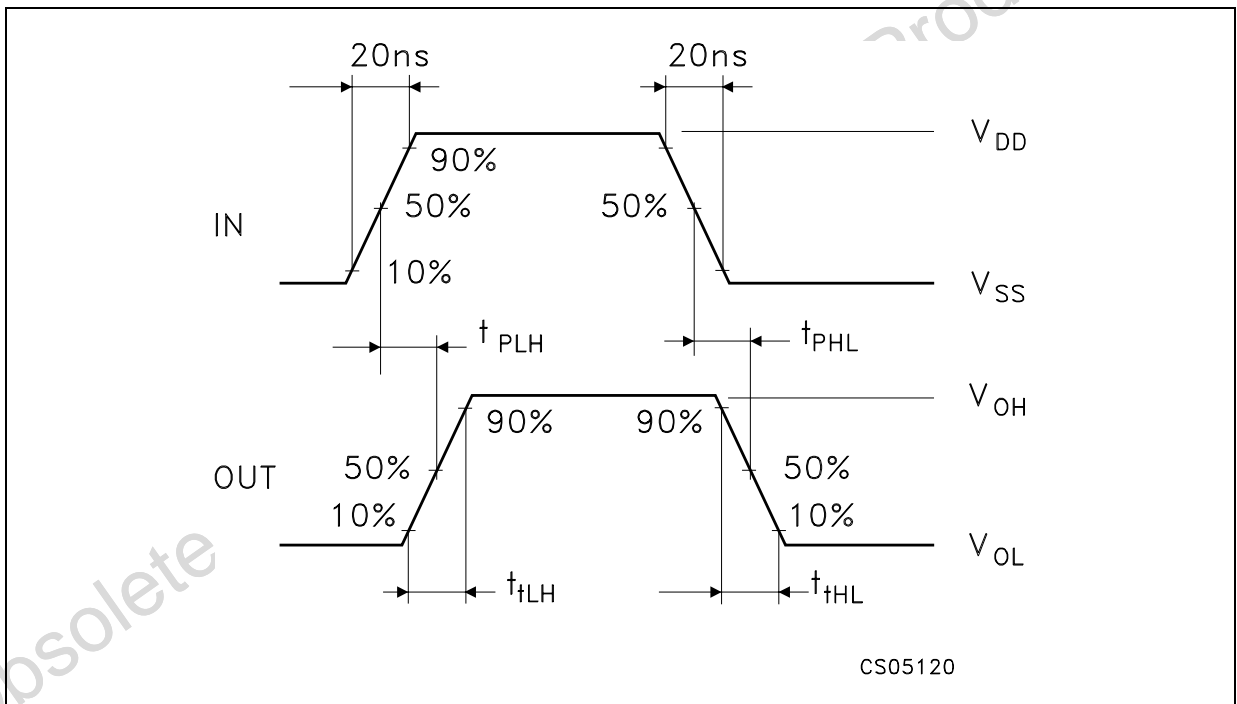 20ns 20ns
V DD
90%
50% 50%
IN
10%
V SS
t PLH t PHL
V OH
90% 90%
50% 50%
OUT
10% 10%
V OL
t tLH t tHL
CS05120